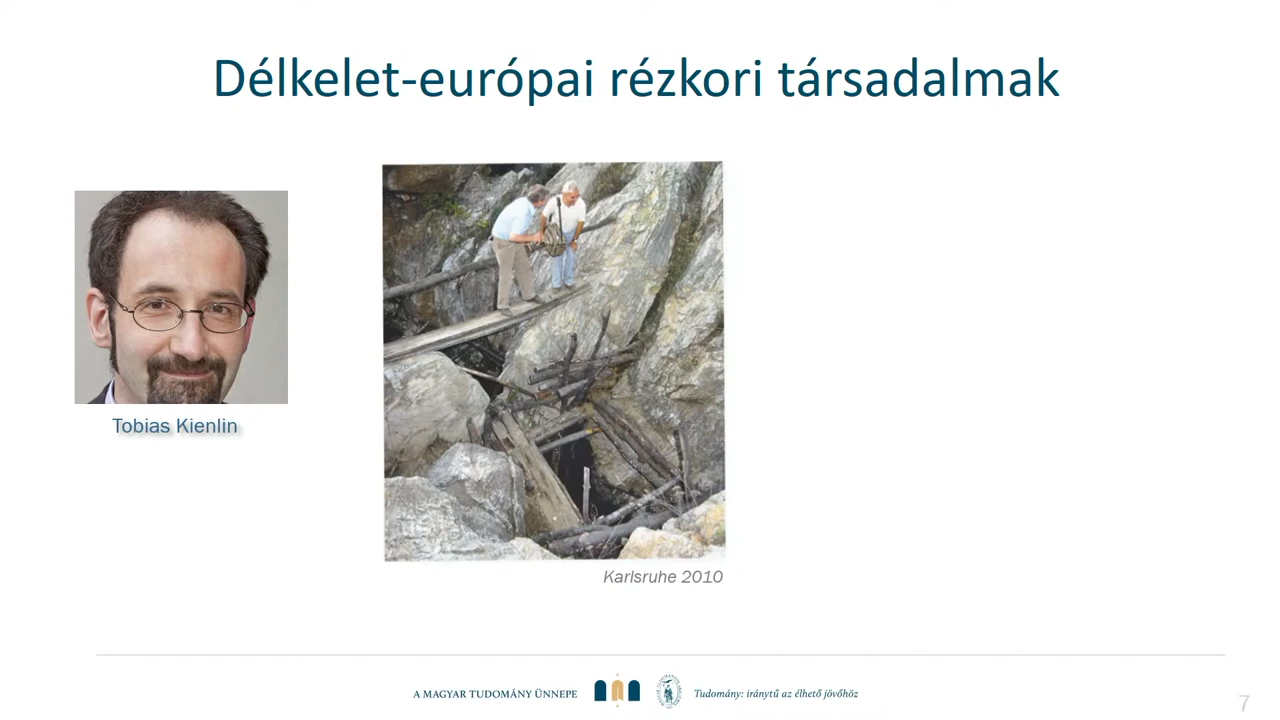 Délkelet-európai rézkori társadalmak
Tobias Kienlin
Karlsruhe 2010
A MAGYAR TUDOMÁNY ÜNNEPE
Tudomány: iránytű az élhető jövőhöz
7